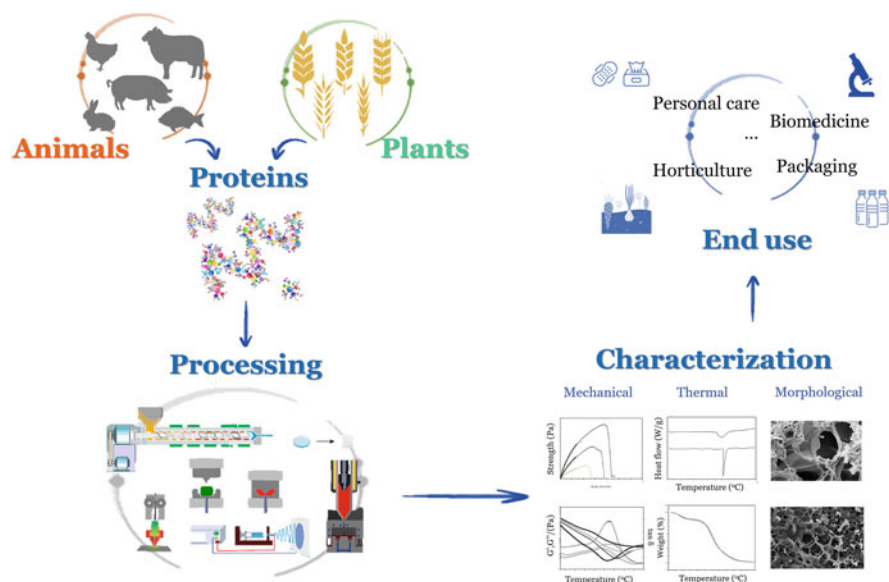 Animals
Plants
Proteins
Processing
Personal care
Biomedicine
...
Horticulture
Packaging
End use
Characterization
Mechanical
Thermal
Morphological
Strength (Pa)
Heat flow (W/g)
Temperature (°C)
G',G''/(Pa)
tan δ
Weight (%)
Temperature (°C)
Temperature (°C)